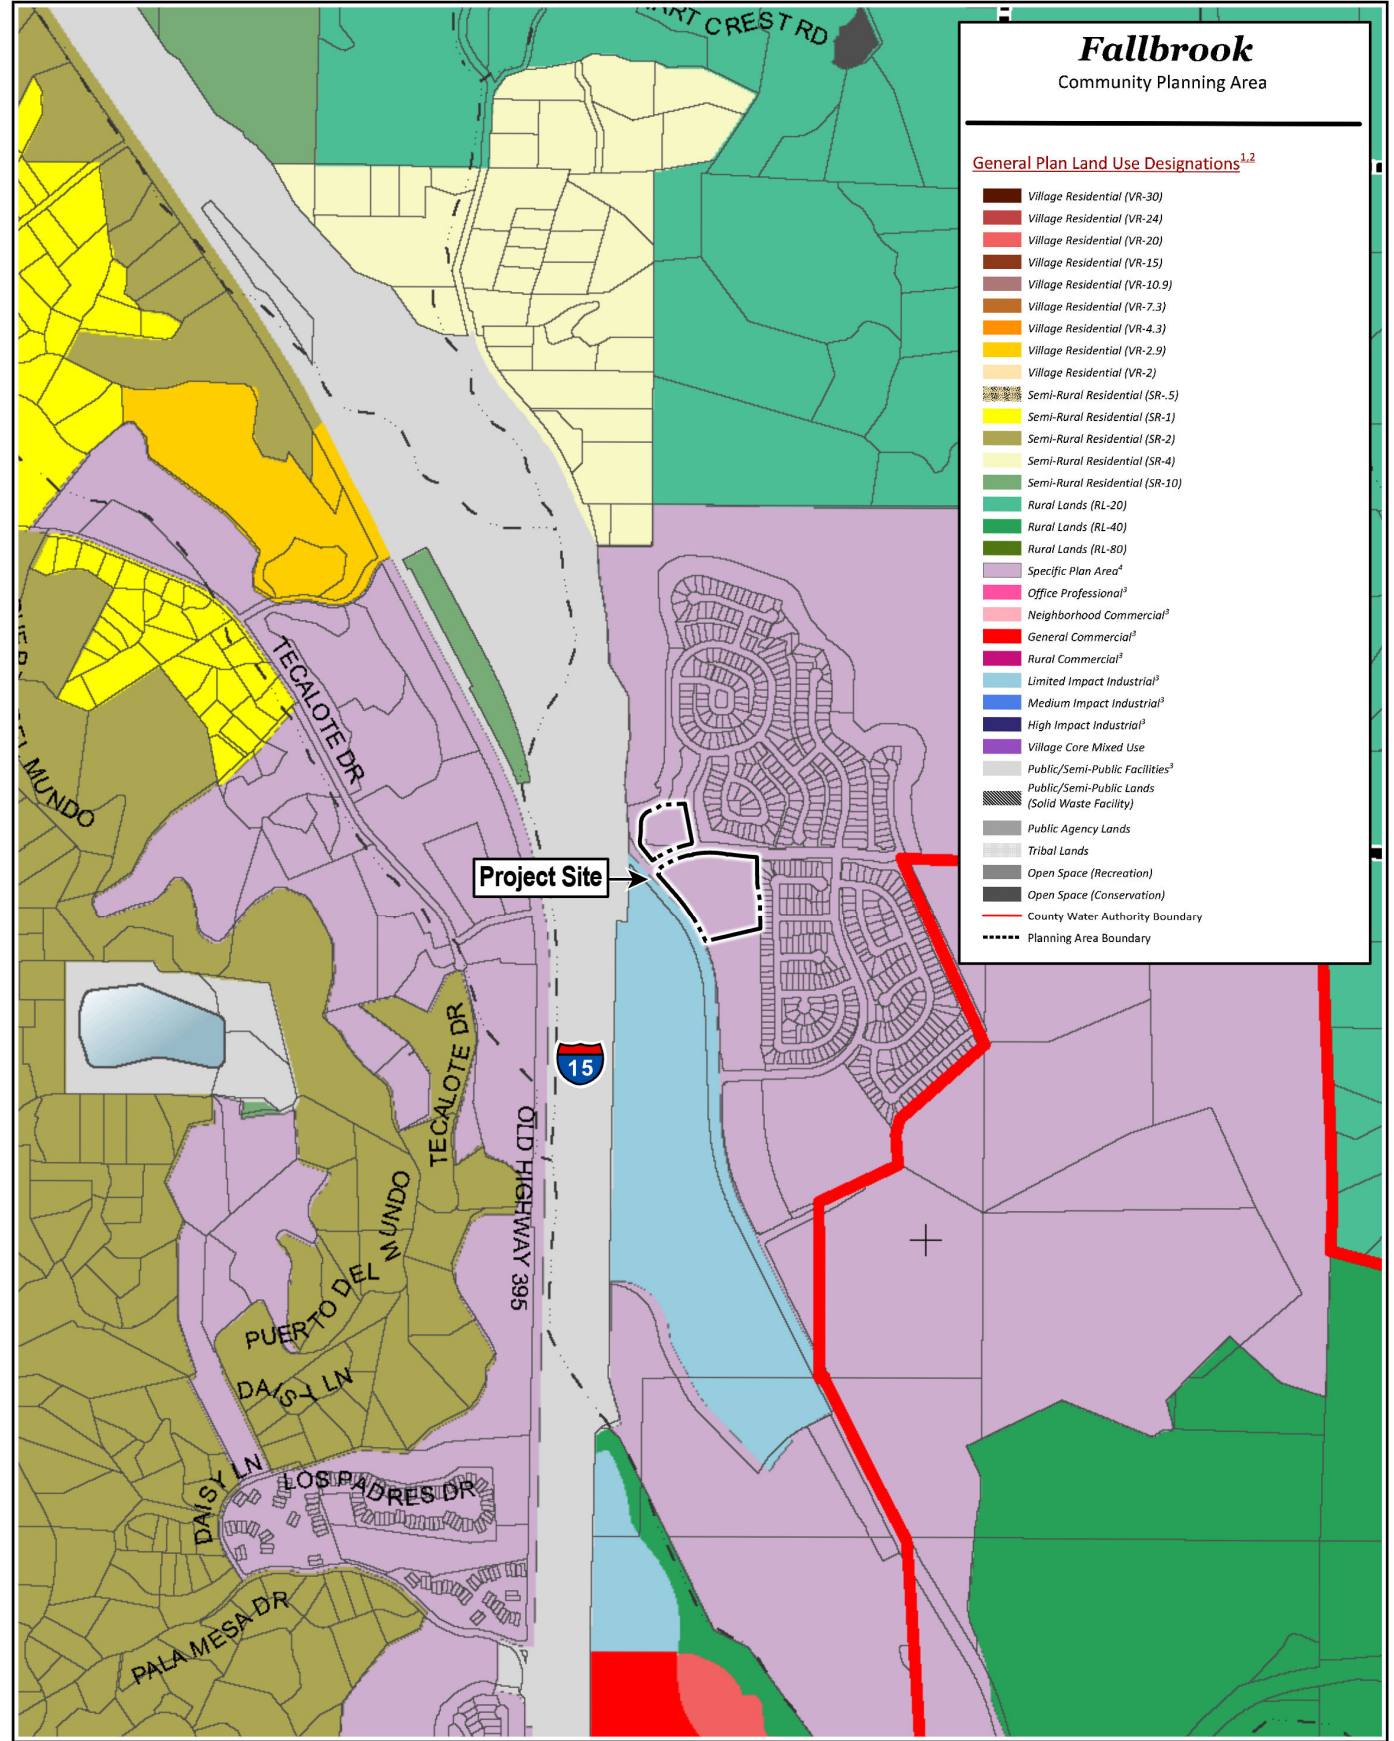 CREST RD
Fallbrook
Community Planning Area
General Plan Land Use Designations1,2
Village Residential (VR-30)
Village Residential (VR-24)
Village Residential (VR-20)
Village Residential (VR-15)
Village Residential (VR-10.9)
Village Residential (VR-7.3)
Village Residential (VR-4.3)
Village Residential (VR-2.9)
Village Residential (VR-2)
Semi-Rural Residential (SR-.5)
Semi-Rural Residential (SR-1)
Semi-Rural Residential (SR-2)
Semi-Rural Residential (SR-4)
Semi-Rural Residential (SR-10)
Rural Lands (RL-20)
Rural Lands (RL-40)
Rural Lands (RL-80)
Specific Plan Area4
Office Professional3
Neighborhood Commercial3
General Commercial3
Rural Commercial3
Limited Impact Industrial3
Medium Impact Industrial3
High Impact Industrial3
Village Core Mixed Use
Public/Semi-Public Facilities3
Public/Semi-Public Lands
(Solid Waste Facility)
Public Agency Lands
Tribal Lands
Open Space (Recreation)
Open Space (Conservation)
County Water Authority Boundary
Planning Area Boundary
TECALOTE DR
MUNDO
Project Site
TECALOTE DR
15
OLD HIGHWAY 395
PUERTO DEL MUNDO
DAISY LN
DAISY LN
LOS PADRES DR
PALA MESA DR